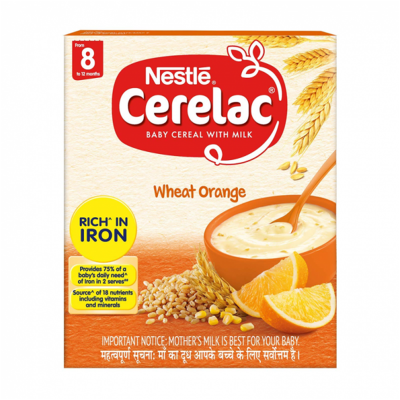 From
8
to 12 months
Nestlé®
Cerelac®
BABY CEREAL WITH MILK
Wheat Orange
RICH^ IN
IRON
Provides 75% of a
baby's daily need^
of Iron in 2 serves**
Source^ of 18 nutrients
including vitamins
and minerals
IMPORTANT NOTICE: MOTHER'S MILK IS BEST FOR YOUR BABY.
महत्वपूर्ण सूचना: माँ का दूध आपके बच्चे के लिए सर्वोत्तम है।